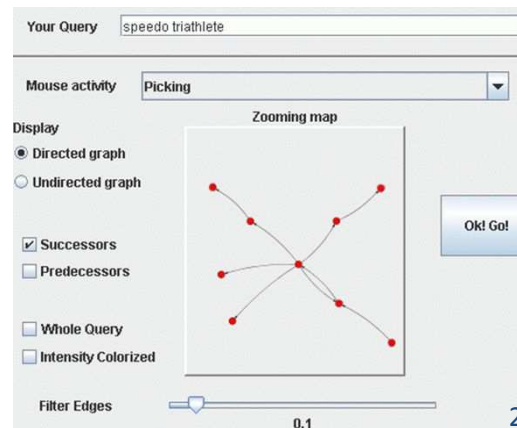 Your Query speedo triathlete
Mouse activity Picking
Zooming map
Display
Directed graph
Undirected graph
Ok! Go!
Successors
Predecessors
Whole Query
Intensity Colorized
Filter Edges
0.1
2